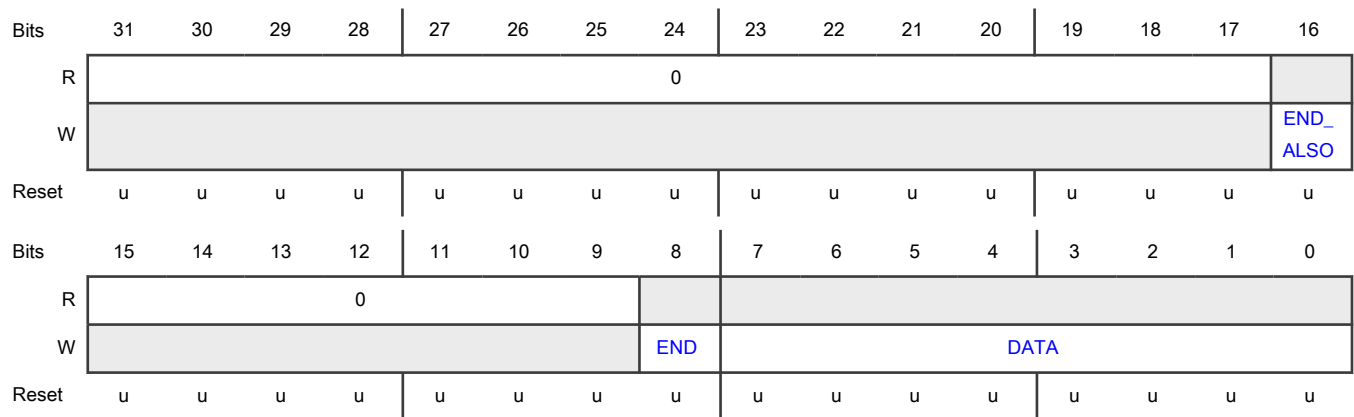 Bits 31 30 29 28 27 26 25 24 23 22 21 20 19 18 17 16
R 0
W END_
ALSO
Reset u u u u u u u u u u u u u u u u
Bits 15 14 13 12 11 10 9 8 7 6 5 4 3 2 1 0
R 0
W END DATA
Reset u u u u u u u u u u u u u u u u